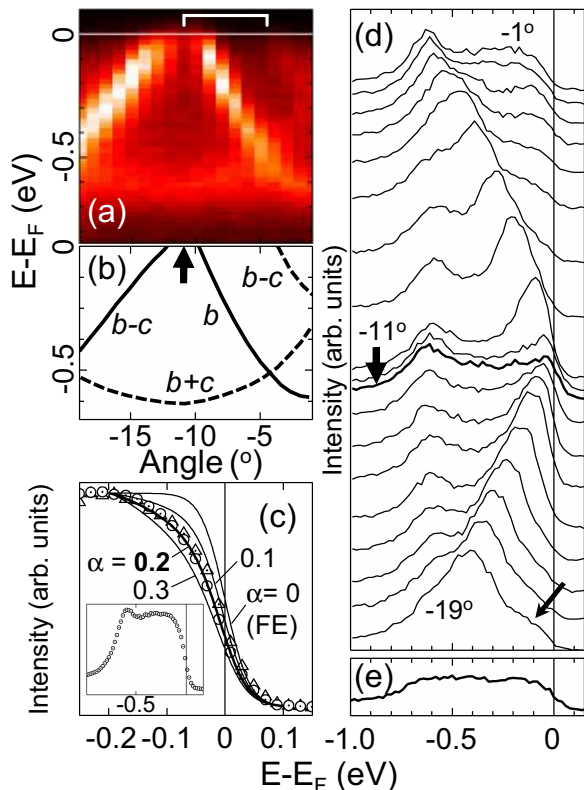 0
-0.5
E-E_F (eV)
(a)
0
-0.5
(b)
b-c
b
b-c
b+c
-15
-10
-5
Angle (°)
Intensity (arb. units)
(c)
α = 0.2
0.1
0.3
α= 0
(FE)
-0.5
-0.2
-0.1
0
0.1
E-E_F (eV)
(d)
-1°
Intensity (arb. units)
-11°
-19°
(e)
-1.0
-0.5
0